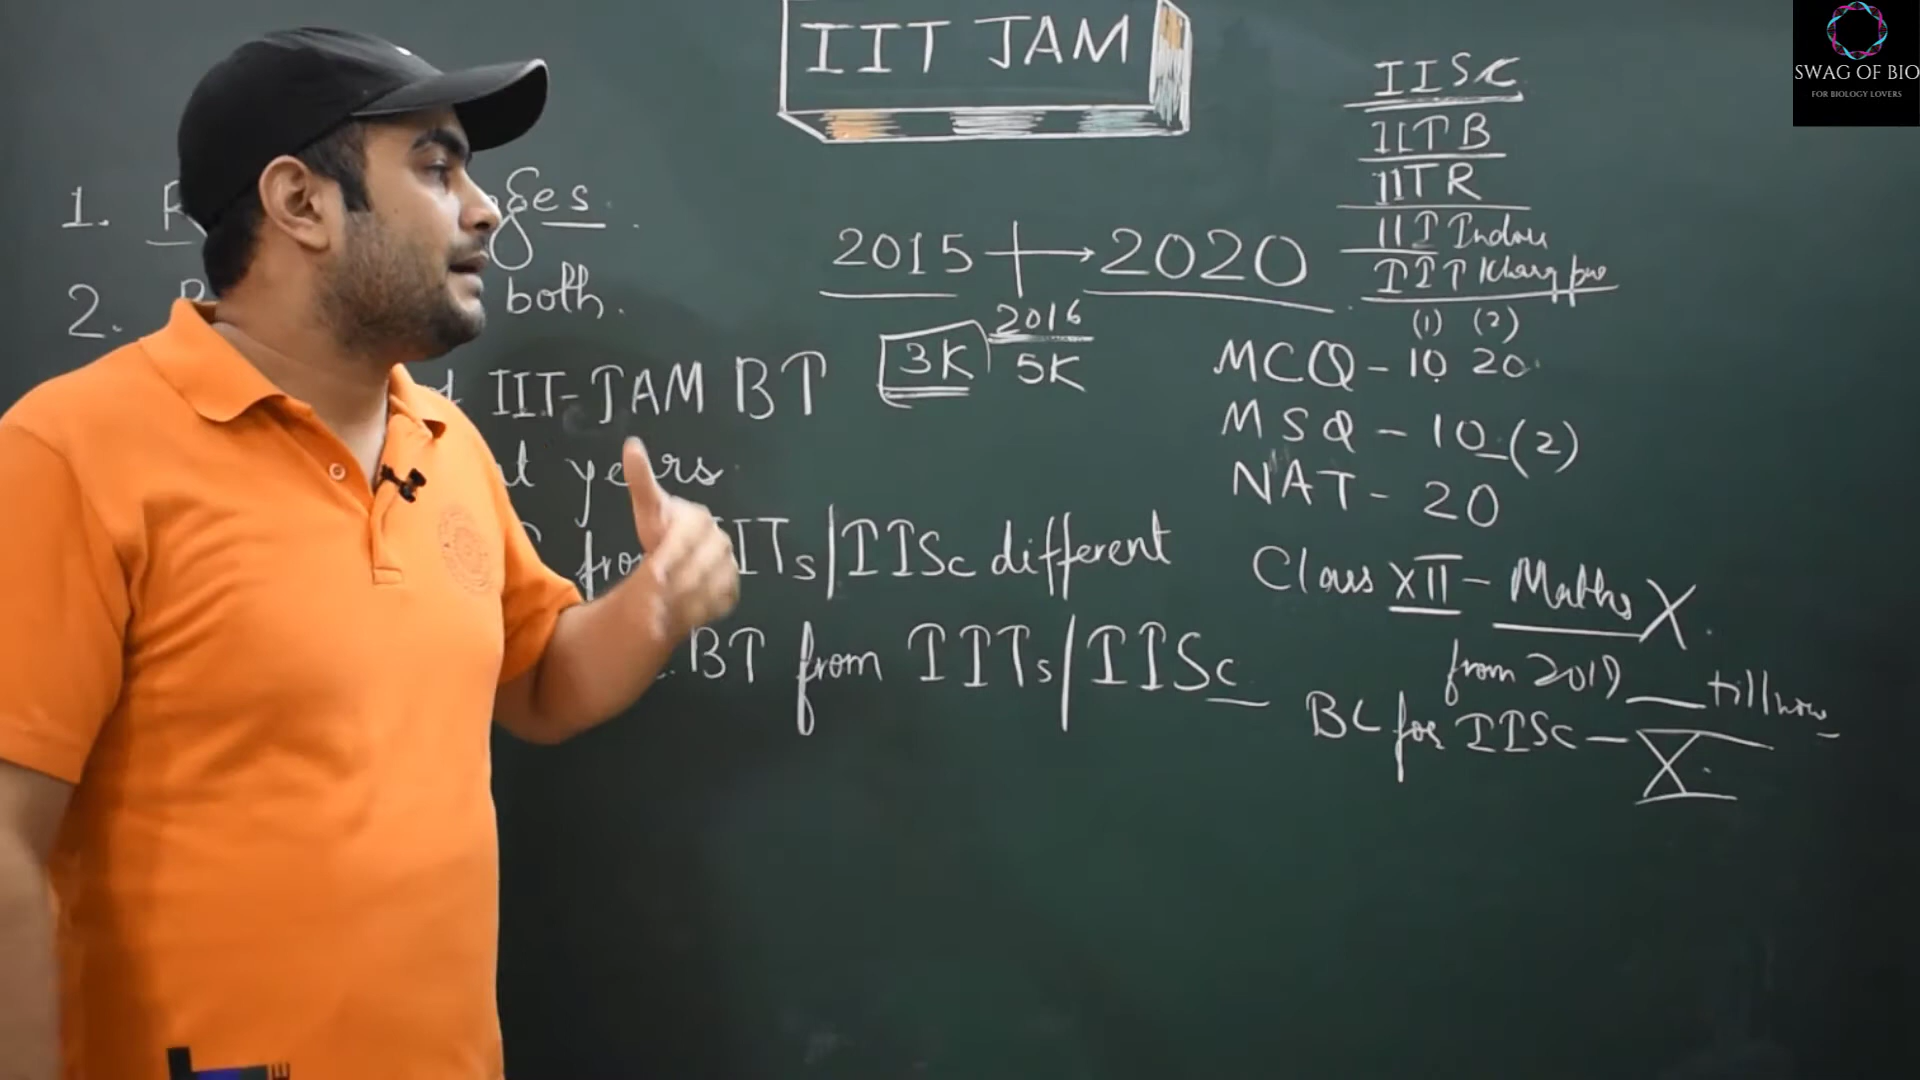 IIT JAM
SWAG OF BIO
FOR BIOLOGY LOVERS
IISc
IITB
IITR
IIT Indore
IIT Kharagpur
1.
2. both.
2015 → 2020
3K 2016
5K
IIT-JAM BT
years
from IITs/IISc different
BT from IITs/IISc
(1) (2)
MCQ - 10 20
MSQ - 10 (2)
NAT - 20
Class XII - Maths X
from 2019 till now
BC for IISc - X